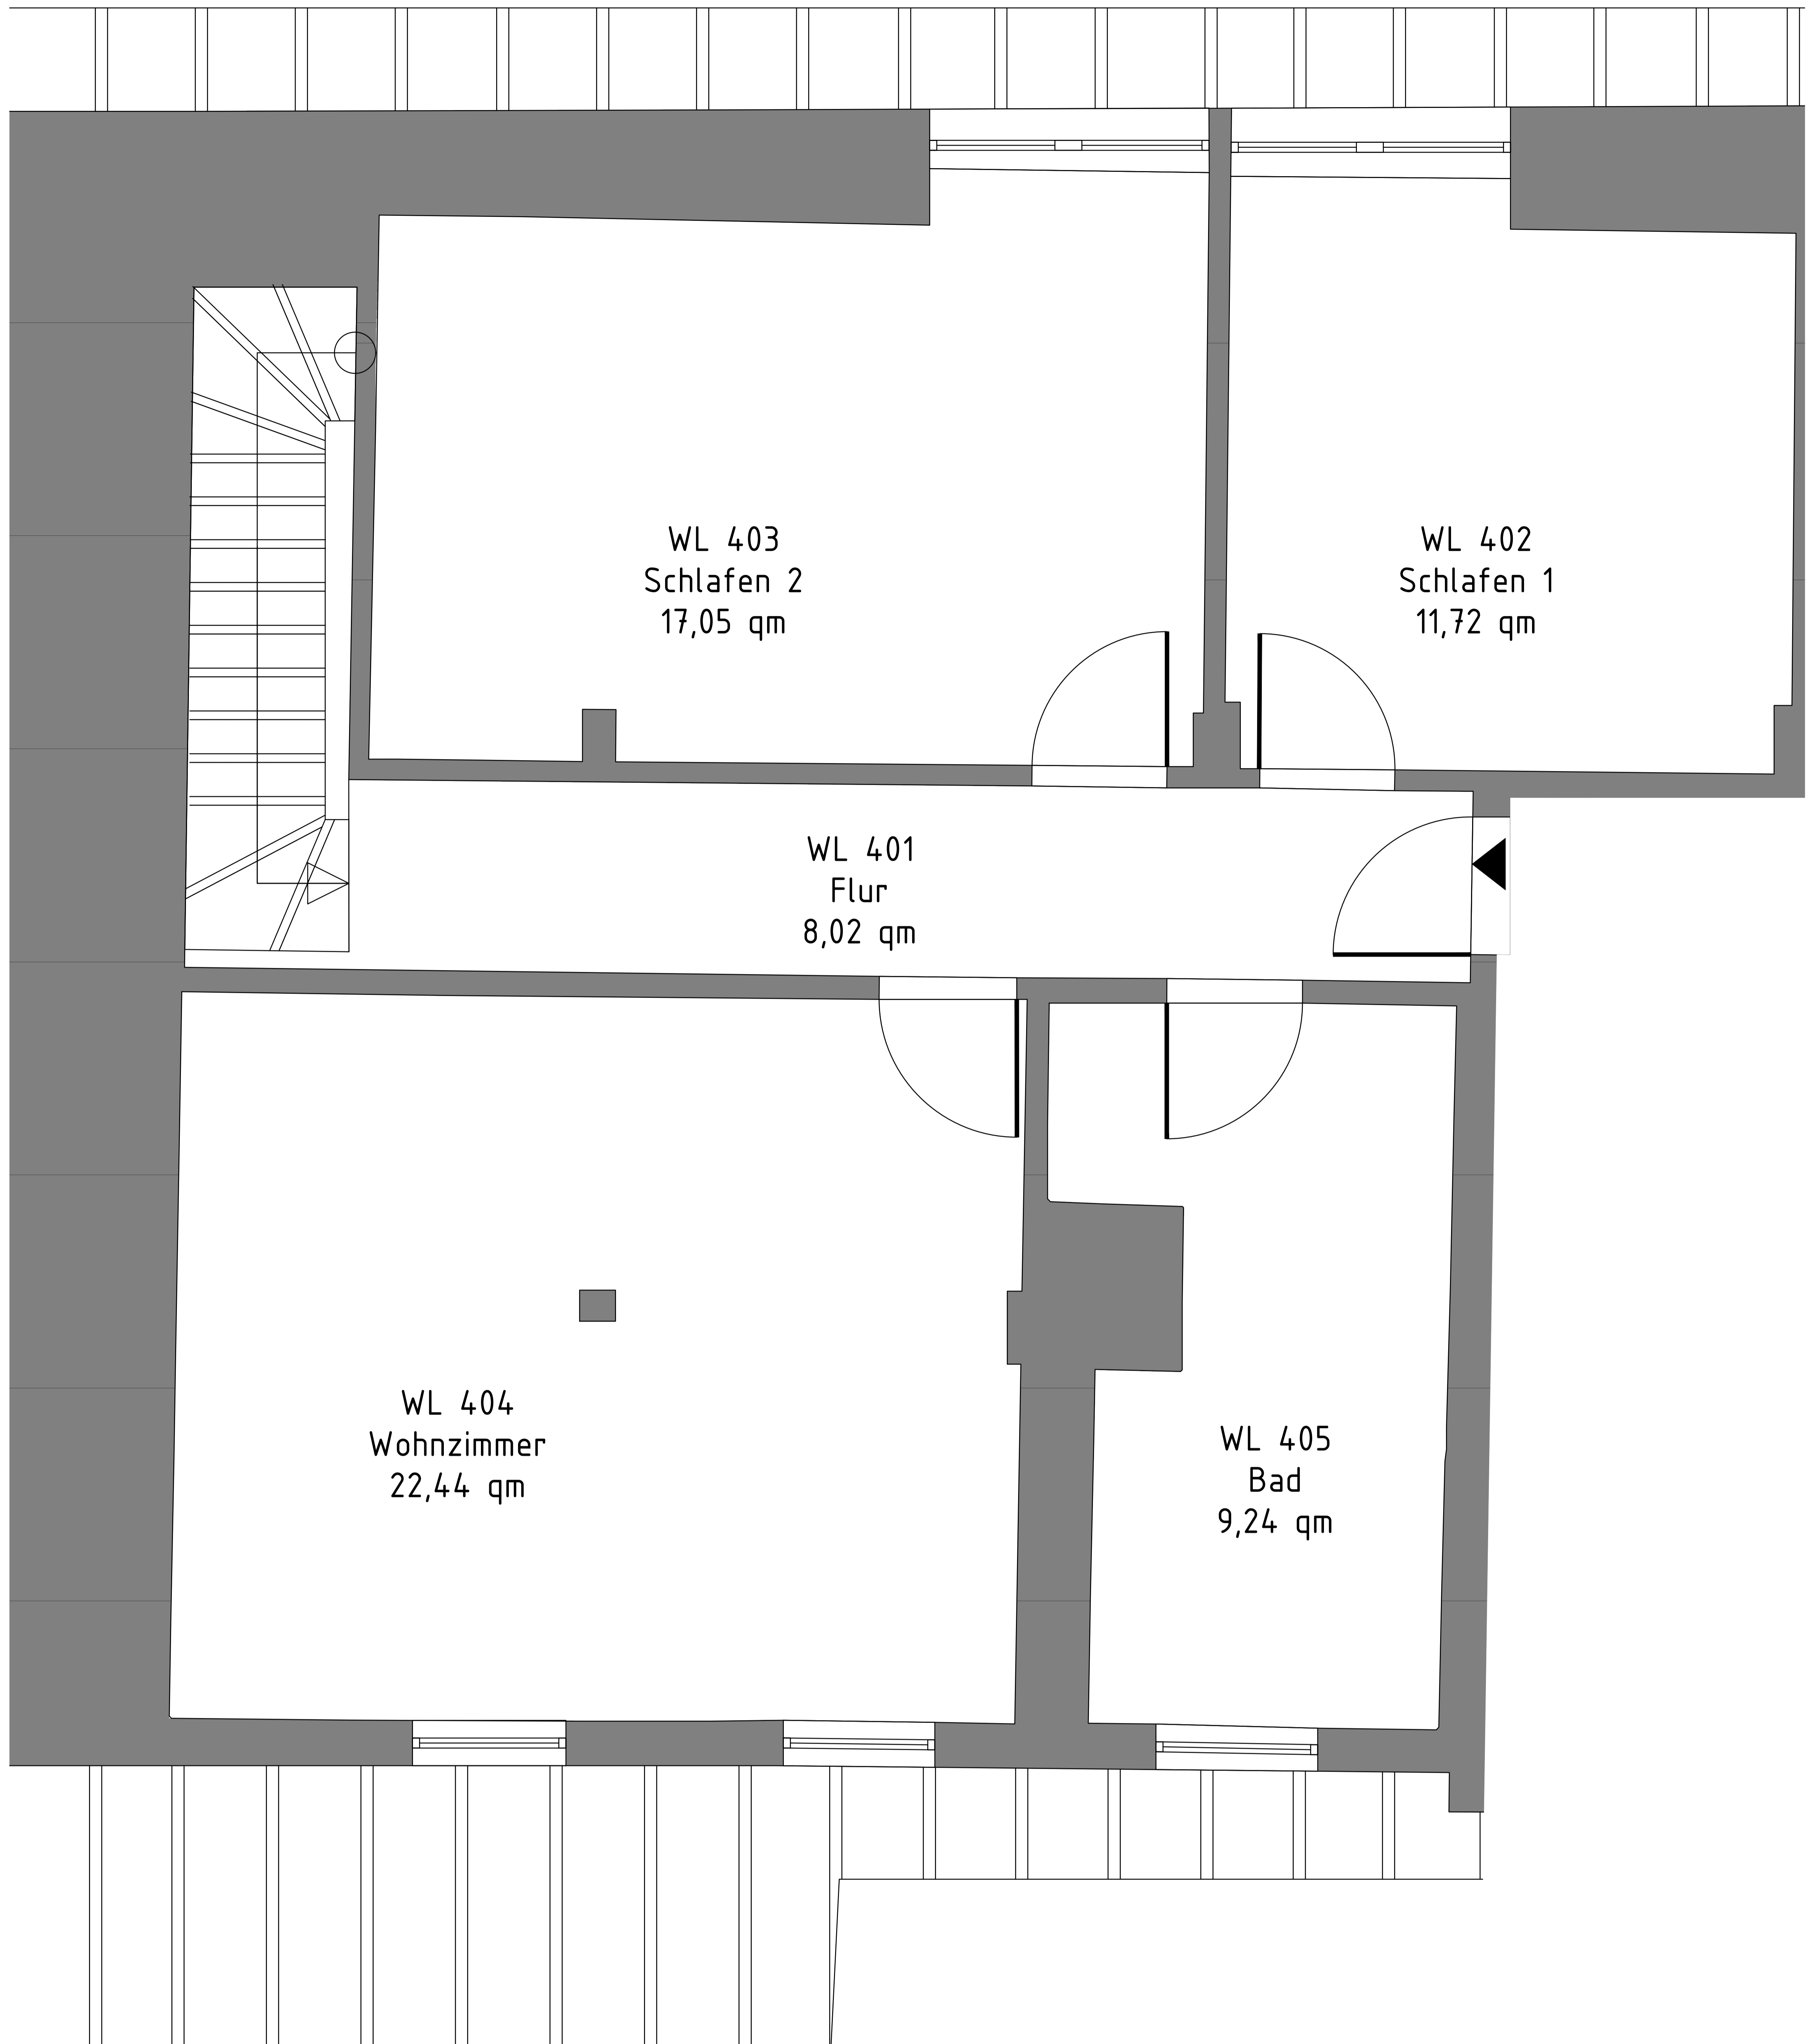 WL 403
Schlafen 2
17,05 qm
WL 402
Schlafen 1
11,72 qm
WL 401
Flur
8,02 qm
WL 404
Wohnzimmer
22,44 qm
WL 405
Bad
9,24 qm